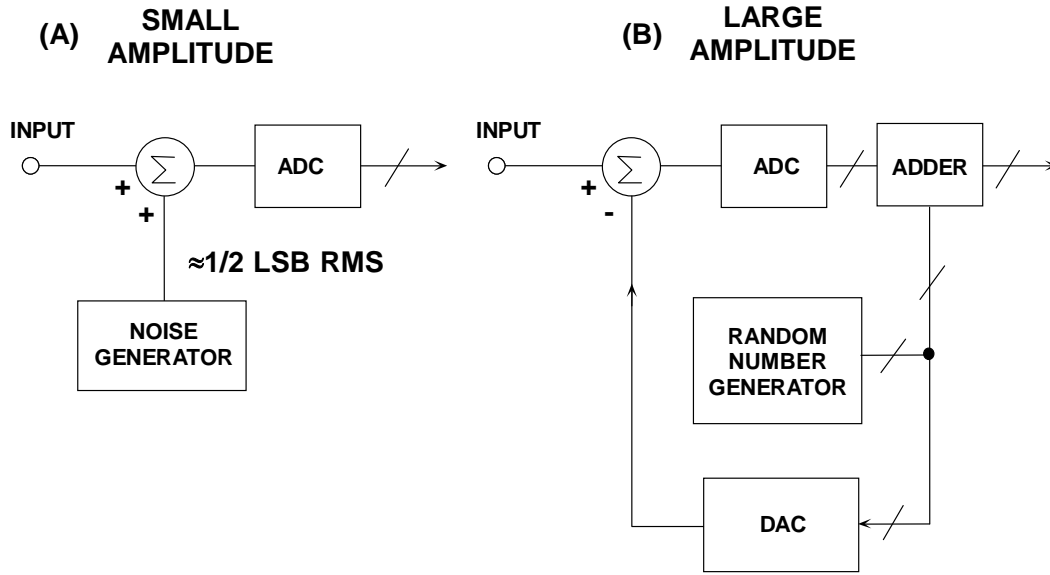 (A)
SMALL
AMPLITUDE
INPUT
Σ
+
+
ADC
≈1/2 LSB RMS
NOISE
GENERATOR
(B)
LARGE
AMPLITUDE
INPUT
Σ
+
-
ADC
ADDER
RANDOM
NUMBER
GENERATOR
DAC